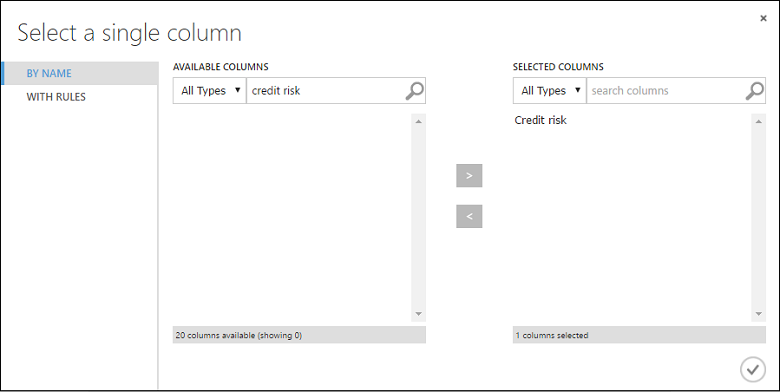 Select a single column
×
BY NAME
WITH RULES
AVAILABLE COLUMNS
All Types
credit risk
20 columns available (showing 0)
>
<
SELECTED COLUMNS
All Types
search columns
Credit risk
1 columns selected